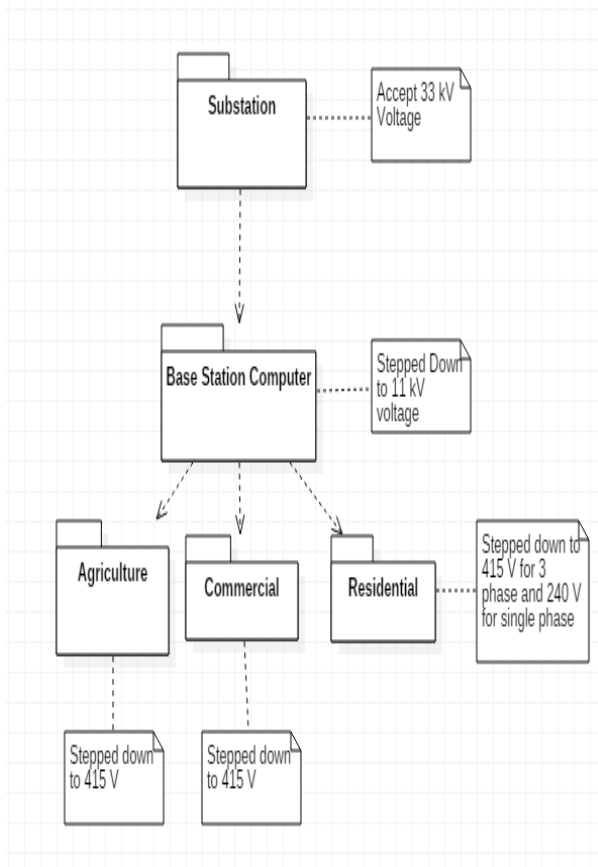 Substation
Accept 33 kV
Voltage
Base Station Computer
Stepped Down
to 11 kV
voltage
Agriculture
Commercial
Residential
Stepped down to
415 V for 3
phase and 240 V
for single phase
Stepped down
to 415 V
Stepped down
to 415 V